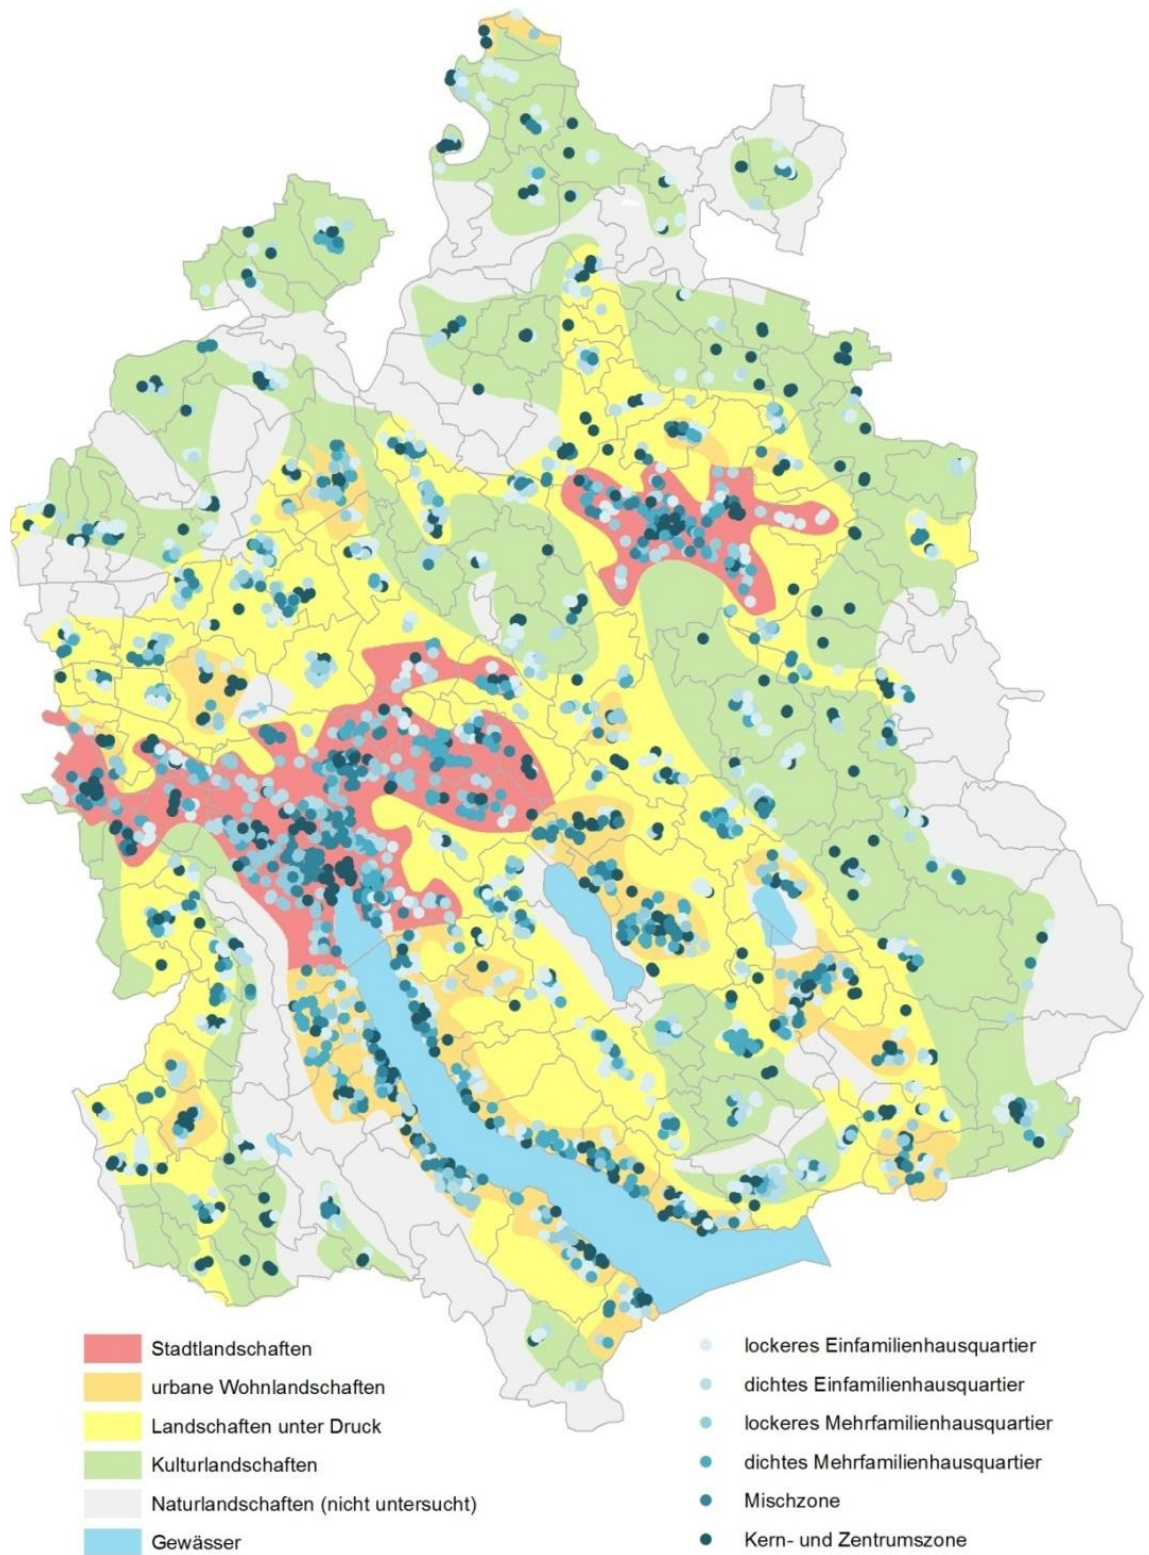 Stadtlandschaften
urbane Wohnlandschaften
Landschaften unter Druck
Kulturlandschaften
Naturlandschaften (nicht untersucht)
Gewässer
lockeres Einfamilienhausquartier
dichtes Einfamilienhausquartier
lockeres Mehrfamilienhausquartier
dichtes Mehrfamilienhausquartier
Mischzone
Kern- und Zentrumszone